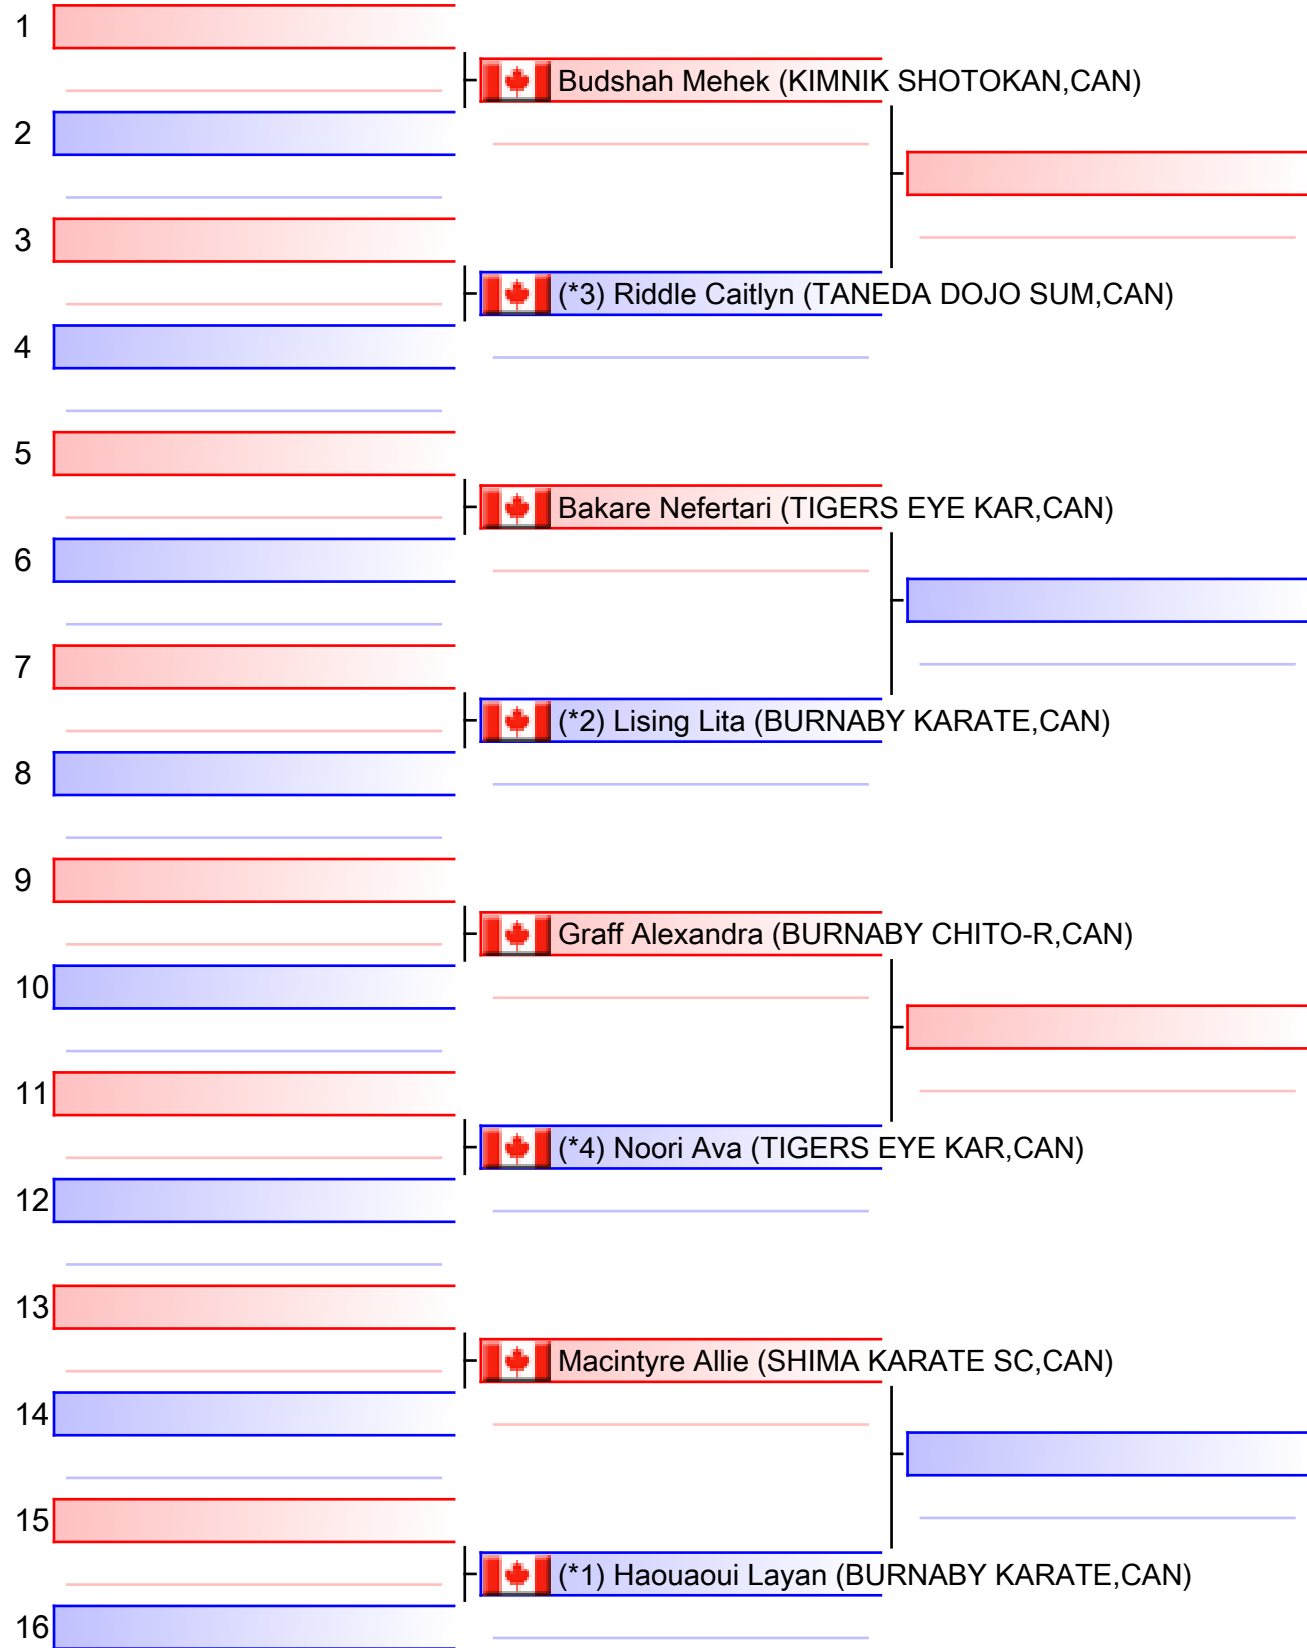 1
Budshah Mehek (KIMNIK SHOTOKAN,CAN)
2
3
(*3) Riddle Caitlyn (TANEDA DOJO SUM,CAN)
4
5
Bakare Nefertari (TIGERS EYE KAR,CAN)
6
7
(*2) Lising Lita (BURNABY KARATE,CAN)
8
9
Graff Alexandra (BURNABY CHITO-R,CAN)
10
11
(*4) Noori Ava (TIGERS EYE KAR,CAN)
12
13
Macintyre Allie (SHIMA KARATE SC,CAN)
14
15
(*1) Haouaoui Layan (BURNABY KARATE,CAN)
16